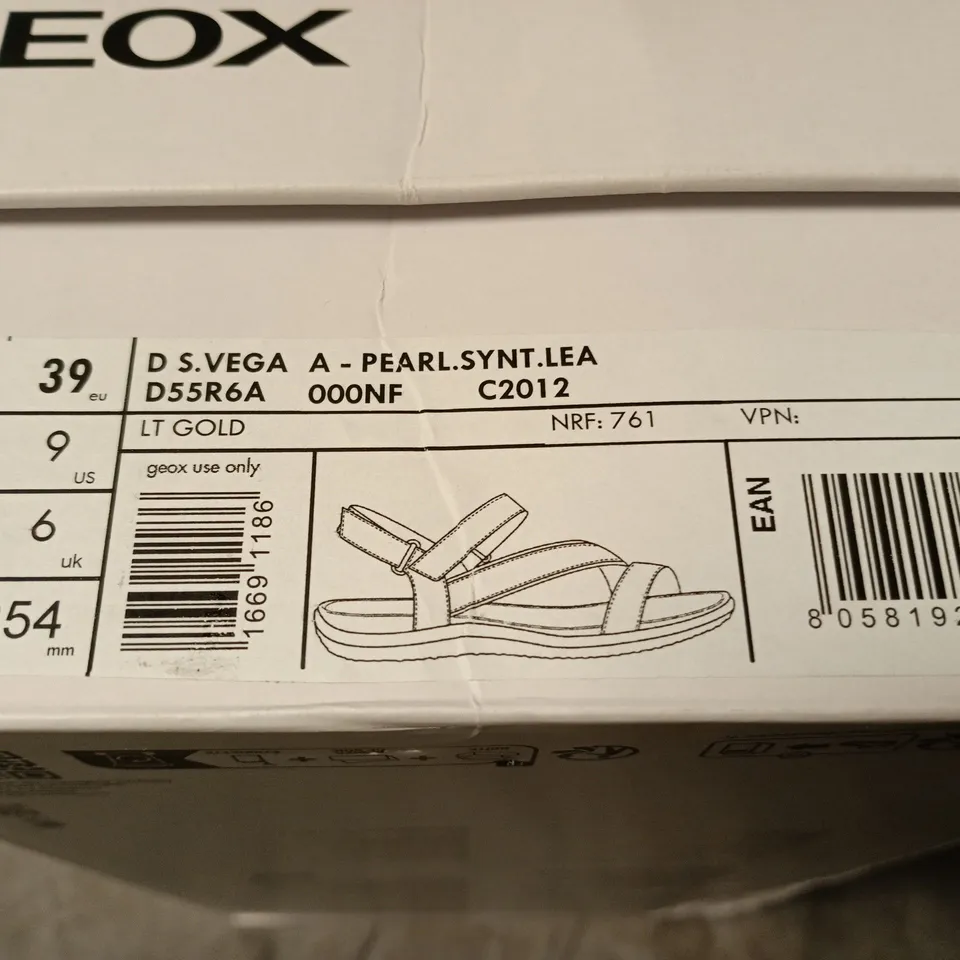 EOX
39 eu
D S.VEGA A - PEARL.SYNT.LEA
D55R6A 000NF C2012
LT GOLD NRF: 761 VPN:
9 US
6 uk
54 mm
geox use only
1669 1186
EAN
8 058192